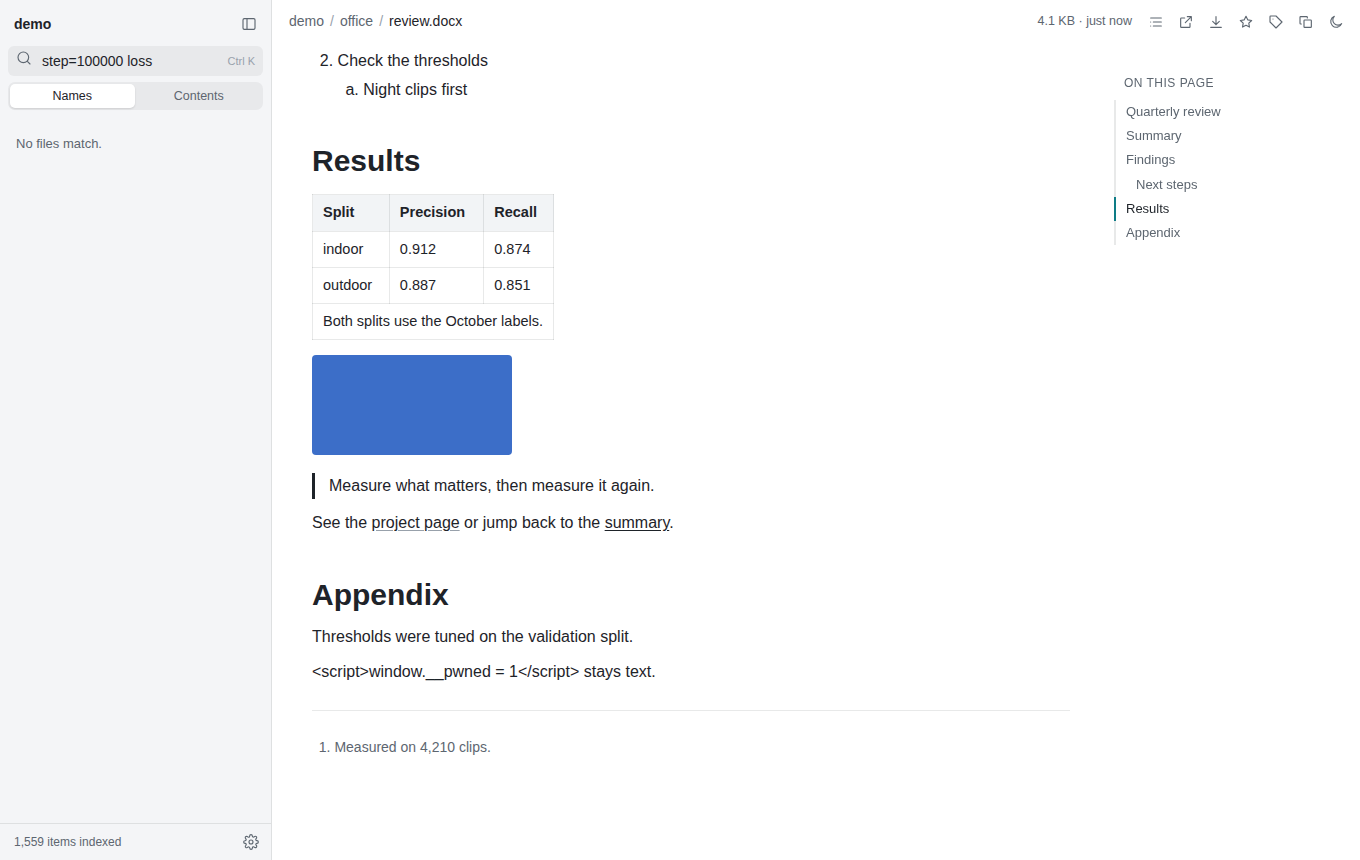 demo
step=100000 loss
Ctrl K
Names
Contents
No files match.
1,559 items indexed
demo / office / review.docx
4.1 KB · just now
2. Check the thresholds
a. Night clips first
Results
Split Precision Recall
indoor 0.912 0.874
outdoor 0.887 0.851
Both splits use the October labels.
Measure what matters, then measure it again.
See the project page or jump back to the summary.
Appendix
Thresholds were tuned on the validation split.
<script>window.__pwned = 1</script> stays text.
1. Measured on 4,210 clips.
ON THIS PAGE
Quarterly review
Summary
Findings
Next steps
Results
Appendix